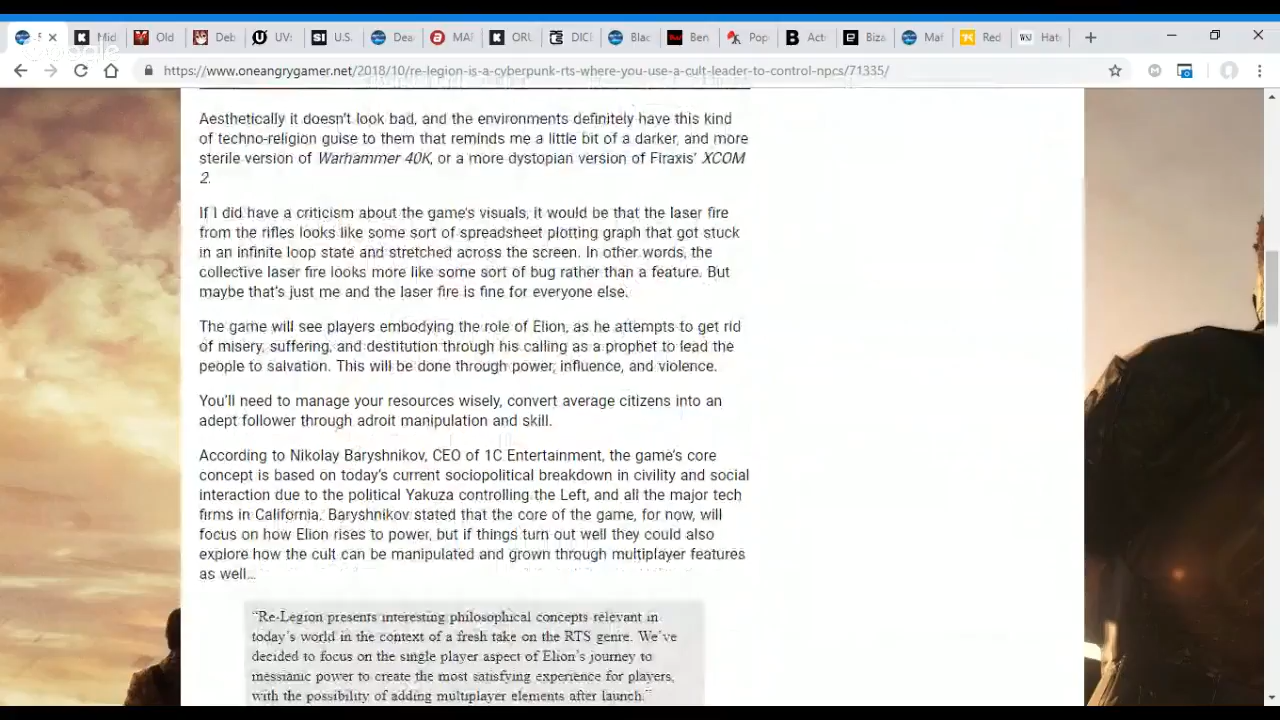 5
Mid
Old
Deb
UVs
U.S.
Dea
MAN
ORU
DICE
Blac
Ben
Pop
Acti
Biza
Maf
Red
Hatr
https://www.oneangrygamer.net/2018/10/re-legion-is-a-cyberpunk-rts-where-you-use-a-cult-leader-to-control-npcs/71335/
Aesthetically it doesn't look bad, and the environments definitely have this kind
of techno-religion guise to them that reminds me a little bit of a darker, and more
sterile version of Warhammer 40K, or a more dystopian version of Firaxis' XCOM
2.
If I did have a criticism about the game's visuals, it would be that the laser fire
from the rifles looks like some sort of spreadsheet plotting graph that got stuck
in an infinite loop state and stretched across the screen. In other words, the
collective laser fire looks more like some sort of bug rather than a feature. But
maybe that's just me and the laser fire is fine for everyone else.
The game will see players embodying the role of Elion, as he attempts to get rid
of misery, suffering, and destitution through his calling as a prophet to lead the
people to salvation. This will be done through power, influence, and violence.
You'll need to manage your resources wisely, convert average citizens into an
adept follower through adroit manipulation and skill.
According to Nikolay Baryshnikov, CEO of 1C Entertainment, the game's core
concept is based on today's current sociopolitical breakdown in civility and social
interaction due to the political Yakuza controlling the Left, and all the major tech
firms in California. Baryshnikov stated that the core of the game, for now, will
focus on how Elion rises to power, but if things turn out well they could also
explore how the cult can be manipulated and grown through multiplayer features
as well…
"Re-Legion presents interesting philosophical concepts relevant in
today's world in the context of a fresh take on the RTS genre. We've
decided to focus on the single player aspect of Elion's journey to
messianic power to create the most satisfying experience for players,
with the possibility of adding multiplayer elements after launch."